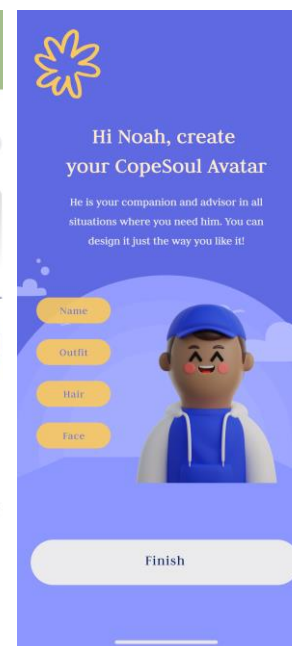 Hi Noah, create
your CopeSoul Avatar
He is your companion and advisor in all
situations where you need him. You can
design it just the way you like it!
Name
Outfit
Hair
Face
Finish